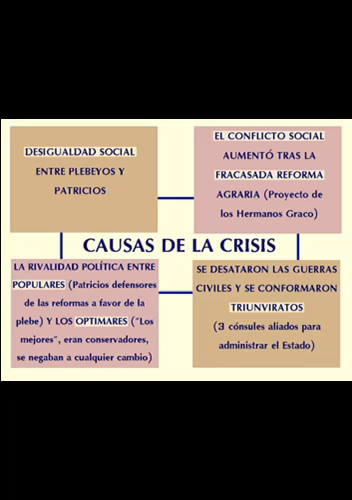 DESIGUALDAD SOCIAL
ENTRE PLEBEYOS Y
PATRICIOS
EL CONFLICTO SOCIAL
AUMENTÓ TRAS LA
FRACASADA REFORMA
AGRARIA (Proyecto de
los Hermanos Graco)
CAUSAS DE LA CRISIS
LA RIVALIDAD POLÍTICA ENTRE
POPULARES (Patricios defensores
de las reformas a favor de la
plebe) Y LOS OPTIMARES ("Los
mejores", eran conservadores,
se negaban a cualquier cambio)
SE DESATARON LAS GUERRAS
CIVILES Y SE CONFORMARON
TRIUNVIRATOS
(3 cónsules aliados para
administrar el Estado)